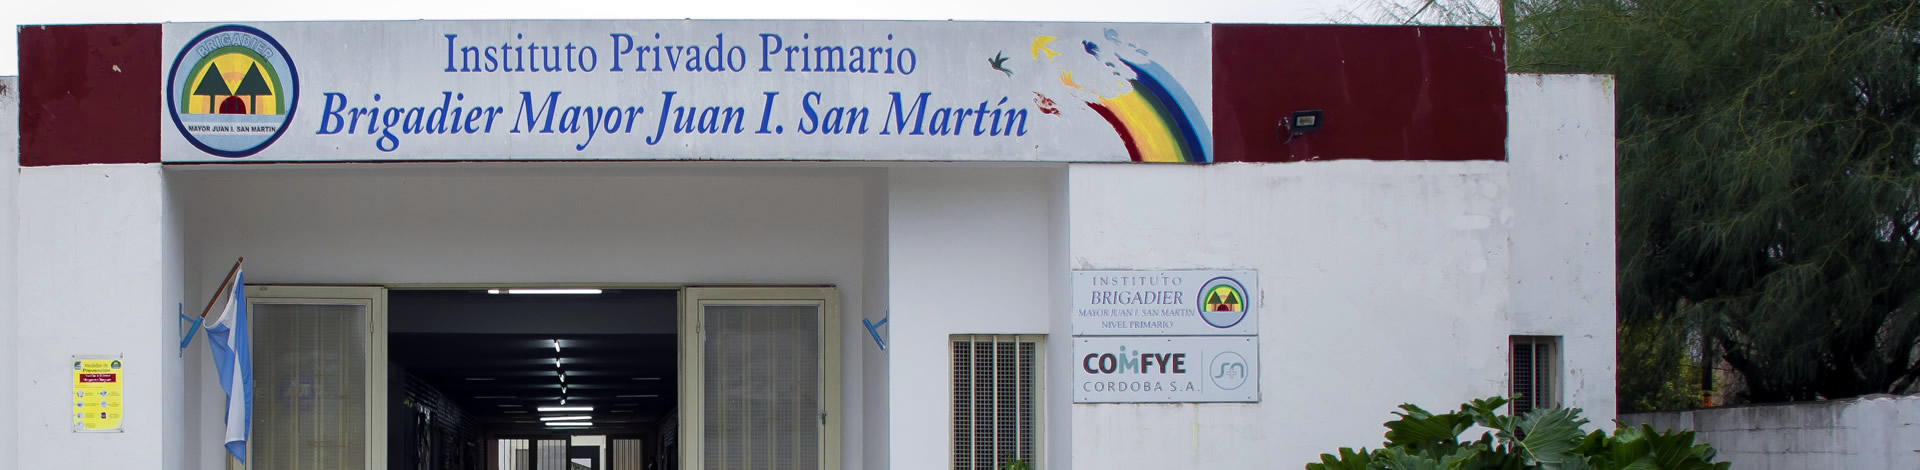 BRIGADIER
MAYOR JUAN I. SAN MARTIN
Instituto Privado Primario
Brigadier Mayor Juan I. San Martín
INSTITUTO
BRIGADIER
MAYOR JUAN I. SAN MARTIN
NIVEL PRIMARIO
COMFYE
CORDOBA S.A.
Prevención